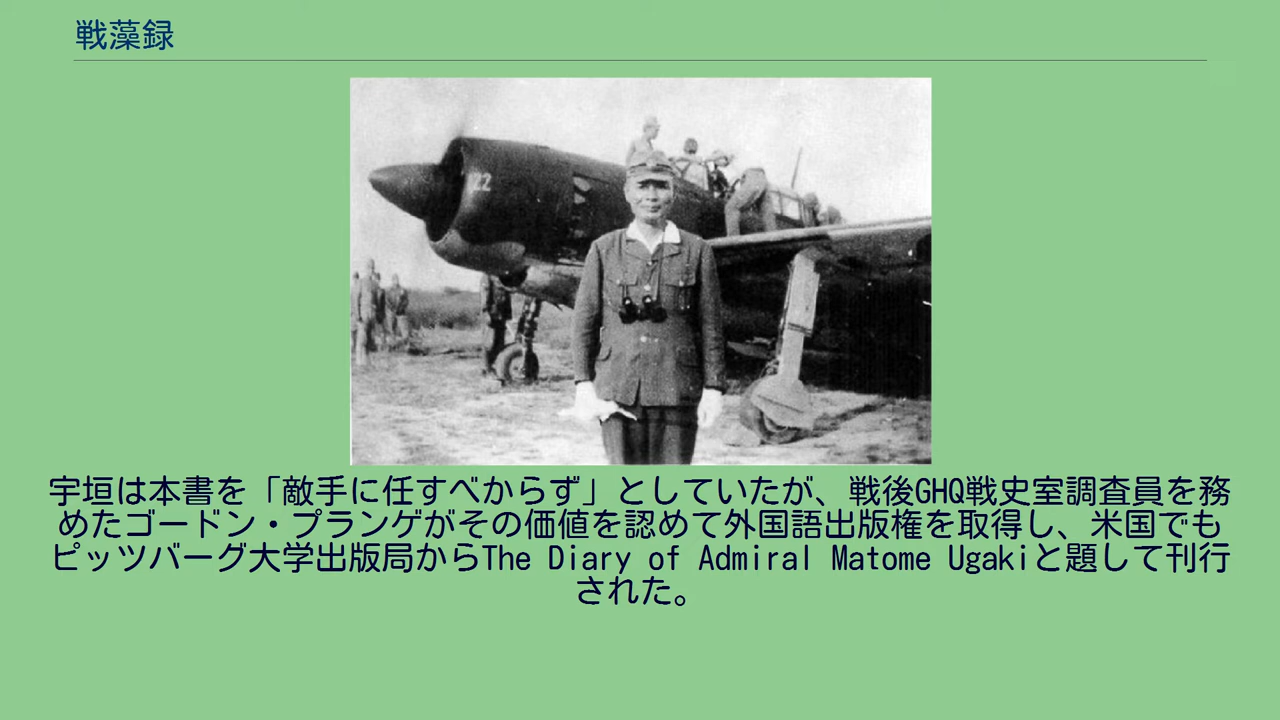 戦藻録
22
宇垣は本書を「敵手に任すべからず」としていたが、戦後GHQ戦史室調査員を務
めたゴードン・プランゲがその価値を認めて外国語出版権を取得し、米国でも
ピッツバーグ大学出版局からThe Diary of Admiral Matome Ugakiと題して刊行
された。